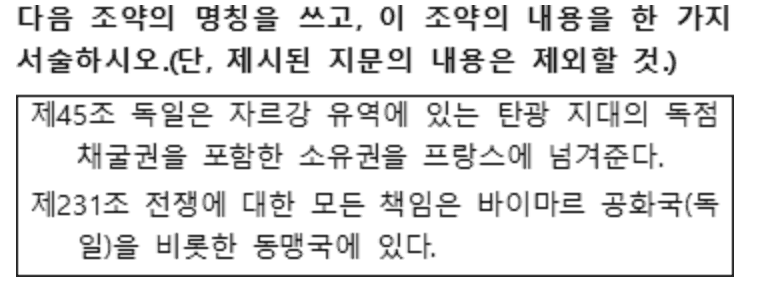 다음 조약의 명칭을 쓰고, 이 조약의 내용을 한 가지
서술하시오.(단, 제시된 지문의 내용은 제외할 것.)
제45조 독일은 자르강 유역에 있는 탄광 지대의 독점
채굴권을 포함한 소유권을 프랑스에 넘겨준다.
제231조 전쟁에 대한 모든 책임은 바이마르 공화국(독
일)을 비롯한 동맹국에 있다.